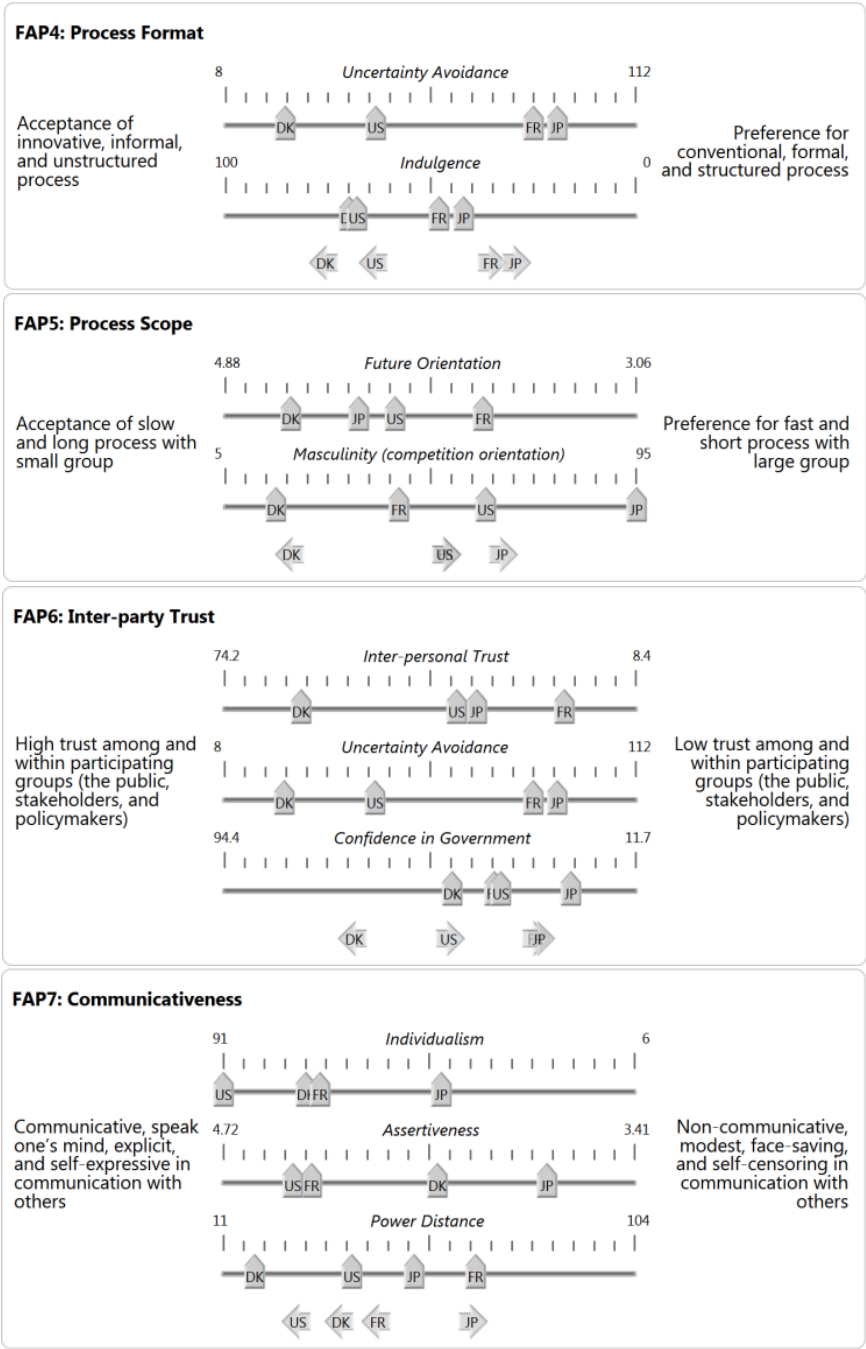 FAP4: Process Format
8
Uncertainty Avoidance
112
DK
US
FR
JP
Acceptance of
innovative, informal,
and unstructured
process
Preference for
conventional, formal,
and structured process
100
Indulgence
0
US
FR
JP
DK
US
FR
JP
FAP5: Process Scope
4.88
Future Orientation
3.06
DK
JP
US
FR
Acceptance of slow
and long process with
small group
Preference for fast and
short process with
large group
5
Masculinity (competition orientation)
95
DK
FR
US
JP
DK
US
JP
FAP6: Inter-party Trust
74.2
Inter-personal Trust
8.4
DK
US
JP
FR
High trust among and
within participating
groups (the public,
stakeholders, and
policymakers)
Low trust among and
within participating
groups (the public,
stakeholders, and
policymakers)
8
Uncertainty Avoidance
112
DK
US
FR
JP
94.4
Confidence in Government
11.7
DK
US
JP
DK
US
JP
FAP7: Communicativeness
91
Individualism
6
US
FR
JP
Communicative, speak
one's mind, explicit,
and self-expressive in
communication with
others
Non-communicative,
modest, face-saving,
and self-censoring in
communication with
others
4.72
Assertiveness
3.41
US
FR
DK
JP
11
Power Distance
104
DK
US
JP
FR
US
DK
FR
JP